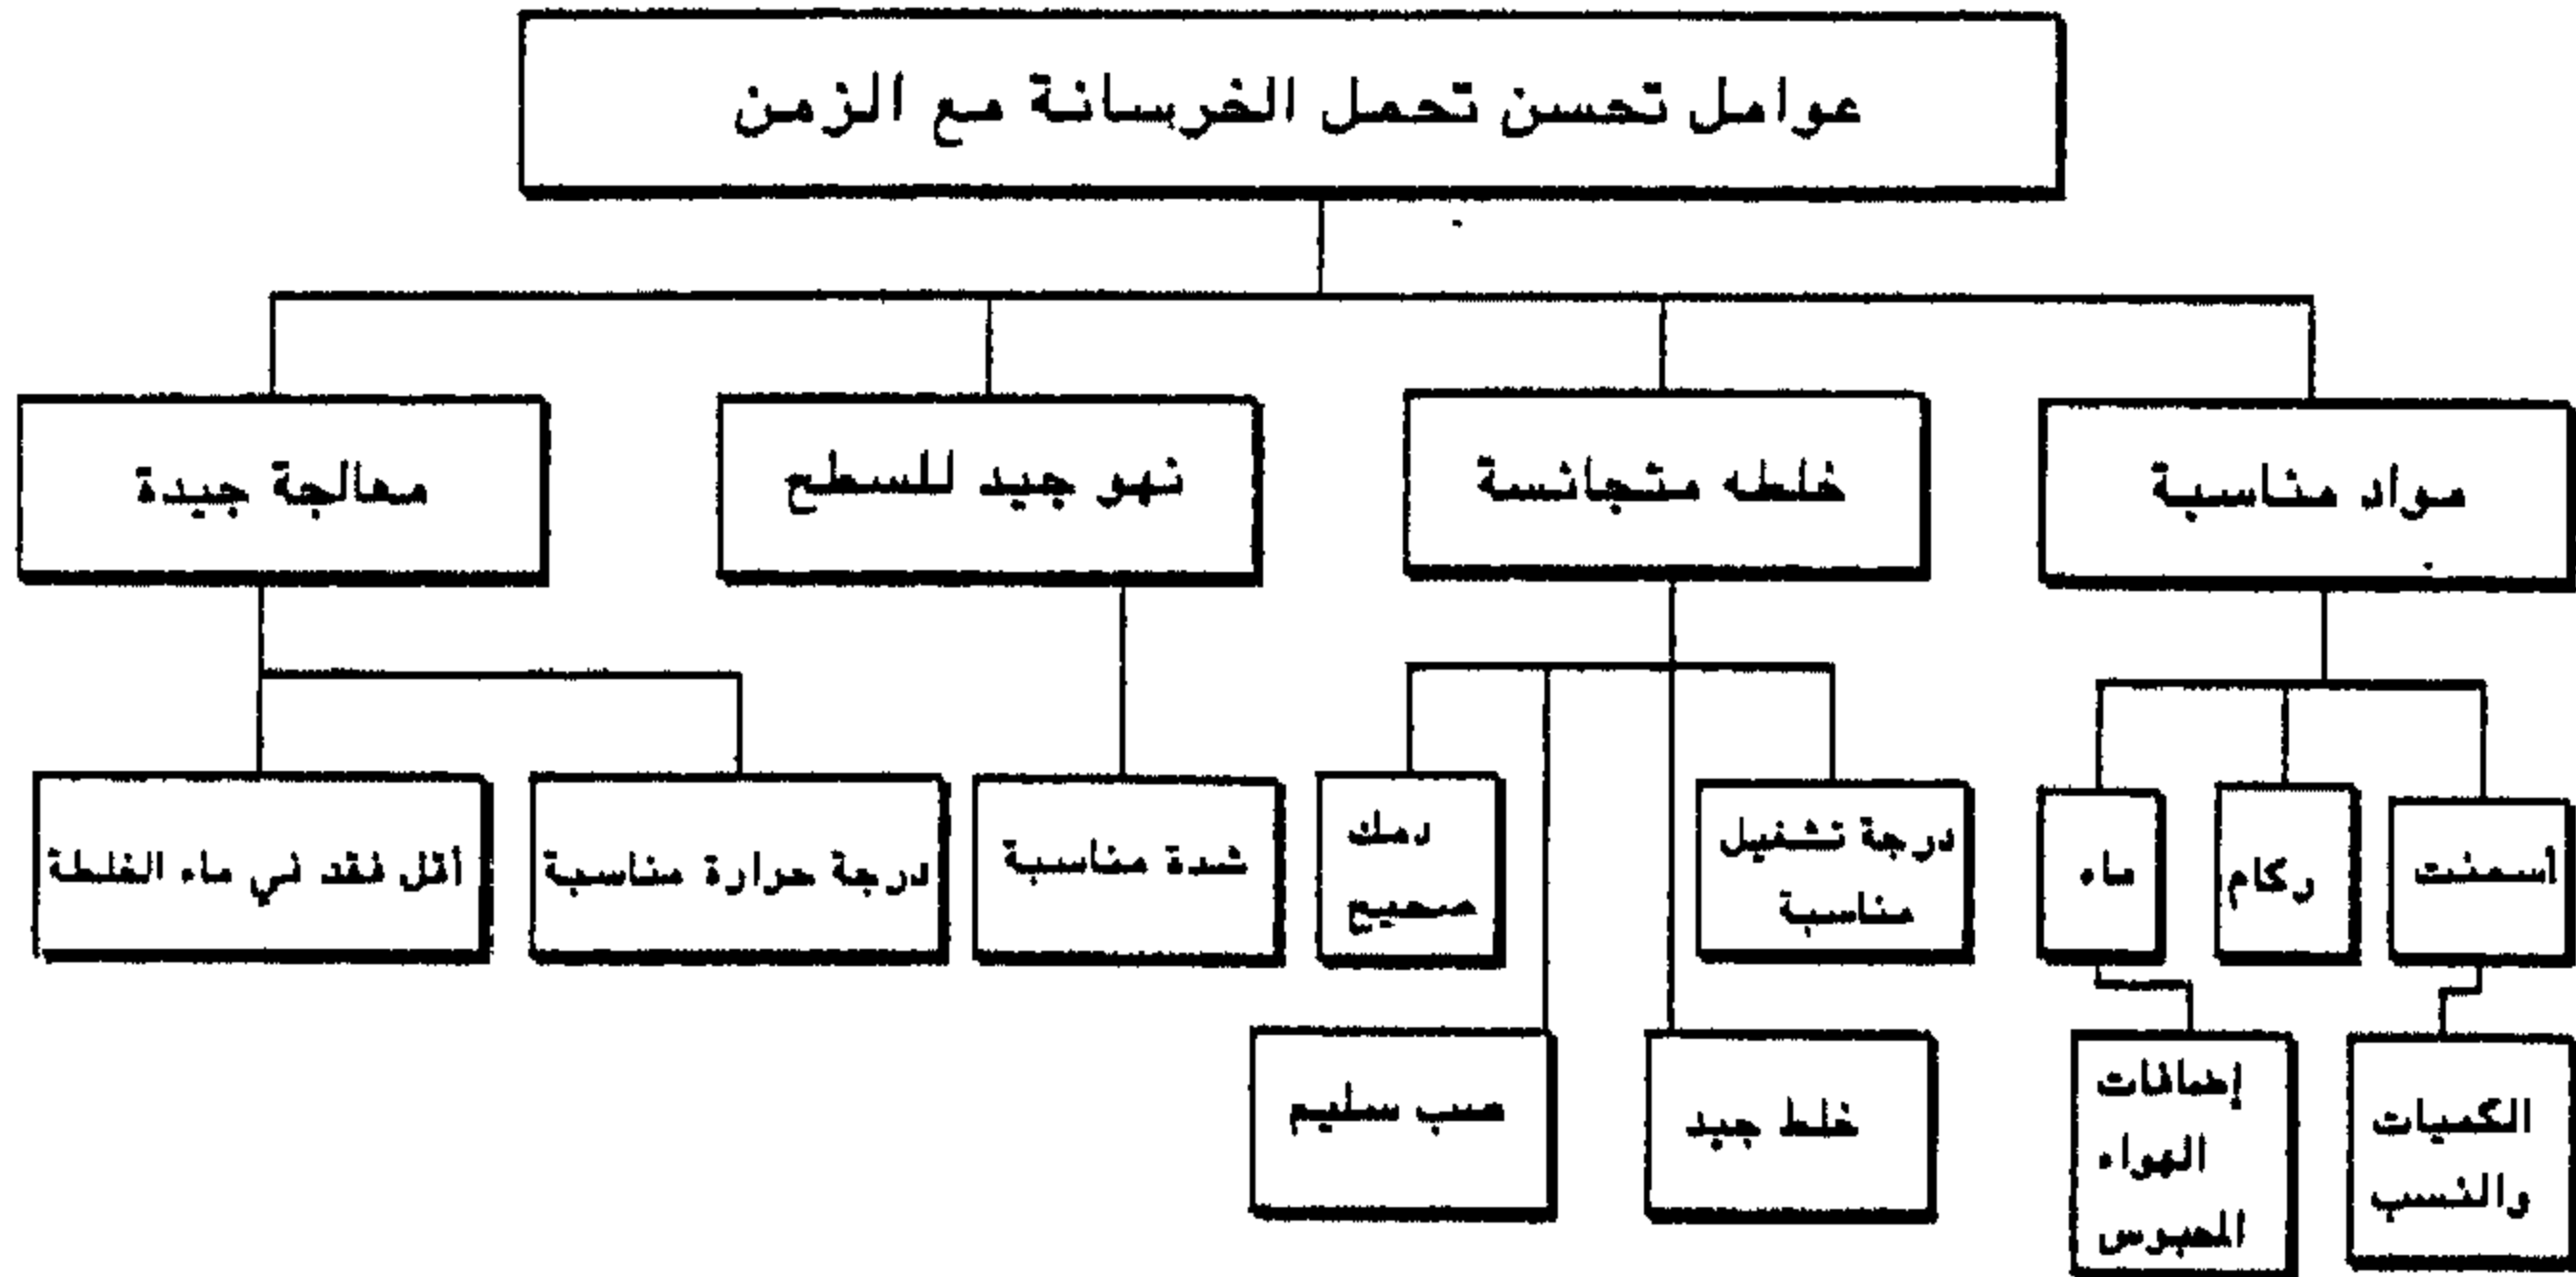 عوامل تحسن تحمل الخرسانة مع الزمن
مواد مناسبة
خلطه متجانسة
نهو جيد للسطح
معالجة جيدة
أسمنت
ركام
ماء
درجة تشغيل
مناسبة
دمك
صحيح
شدة مناسبة
درجة حرارة مناسبة
أقل فقد في ماء الخلطة
الكميات
والنسب
إضافات
الهواء
المحبوس
خلط جيد
صب سليم